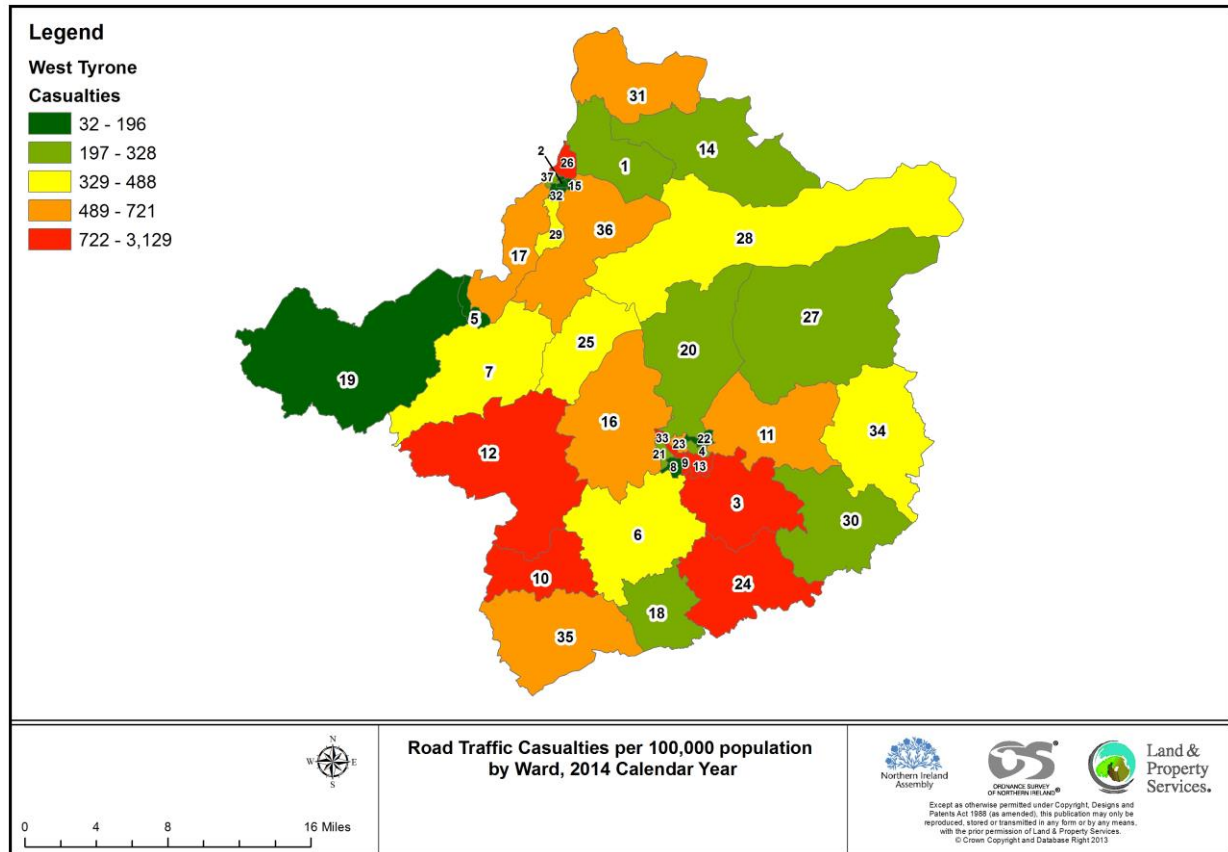 Legend
West Tyrone
Casualties
32 - 196
197 - 328
329 - 488
489 - 721
722 - 3,129
31
14
2
26
1
37
15
32
36
29
28
17
5
27
25
20
7
19
16
11
34
33
23
22
12
21
4
8
9
13
3
30
6
10
24
18
35
N
W
E
S
0 4 8 16 Miles
Road Traffic Casualties per 100,000 population
by Ward, 2014 Calendar Year
Northern Ireland
Assembly
OS®
ORDNANCE SURVEY
OF NORTHERN IRELAND®
Land &
Property
Services.
Except as otherwise permitted under Copyright, Designs and
Patents Act 1988 (as amended), this publication may only be
reproduced, stored or transmitted in any form or by any means,
with the prior permission of Land & Property Services.
© Crown Copyright and Database Right 2013